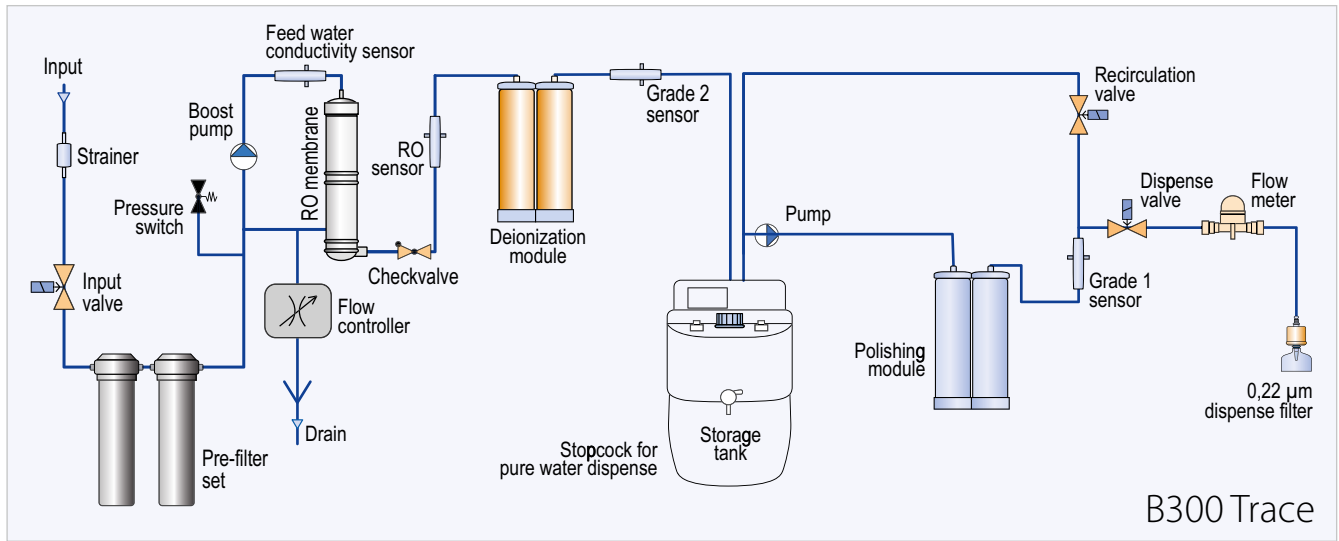 Input
Strainer
Input
valve
Pre-filter
set
Pressure
switch
Boost
pump
Feed water
conductivity sensor
RO membrane
Flow
controller
Drain
Checkvalve
RO
sensor
Deionization
module
Grade 2
sensor
Storage
tank
Stopcock for
pure water dispense
Pump
Polishing
module
Grade 1
sensor
Recirculation
valve
Dispense
valve
Flow
meter
0,22 µm
dispense filter
B300 Trace